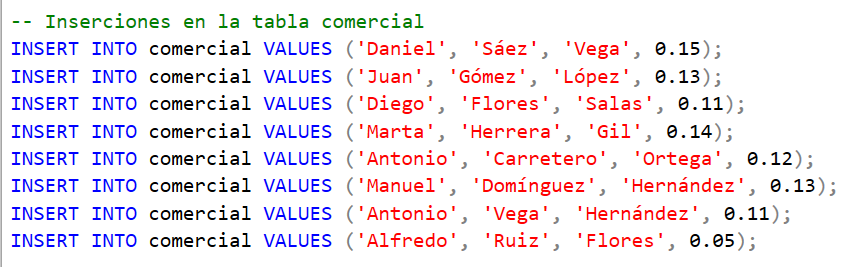 -- Inserciones en la tabla comercial
INSERT INTO comercial VALUES ('Daniel', 'Sáez', 'Vega', 0.15);
INSERT INTO comercial VALUES ('Juan', 'Gómez', 'López', 0.13);
INSERT INTO comercial VALUES ('Diego', 'Flores', 'Salas', 0.11);
INSERT INTO comercial VALUES ('Marta', 'Herrera', 'Gil', 0.14);
INSERT INTO comercial VALUES ('Antonio', 'Carretero', 'Ortega', 0.12);
INSERT INTO comercial VALUES ('Manuel', 'Domínguez', 'Hernández', 0.13);
INSERT INTO comercial VALUES ('Antonio', 'Vega', 'Hernández', 0.11);
INSERT INTO comercial VALUES ('Alfredo', 'Ruiz', 'Flores', 0.05);